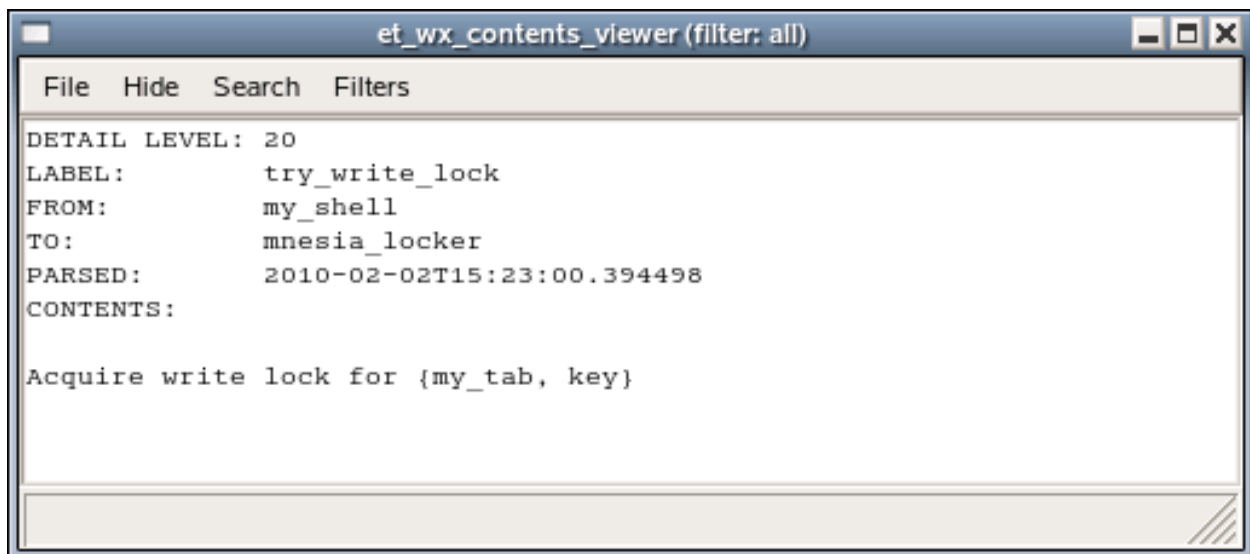 et_wx_contents_viewer (filter: all)
File Hide Search Filters
DETAIL LEVEL: 20
LABEL: try_write_lock
FROM: my_shell
TO: mnesia_locker
PARSED: 2010-02-02T15:23:00.394498
CONTENTS:
Acquire write lock for {my_tab, key}